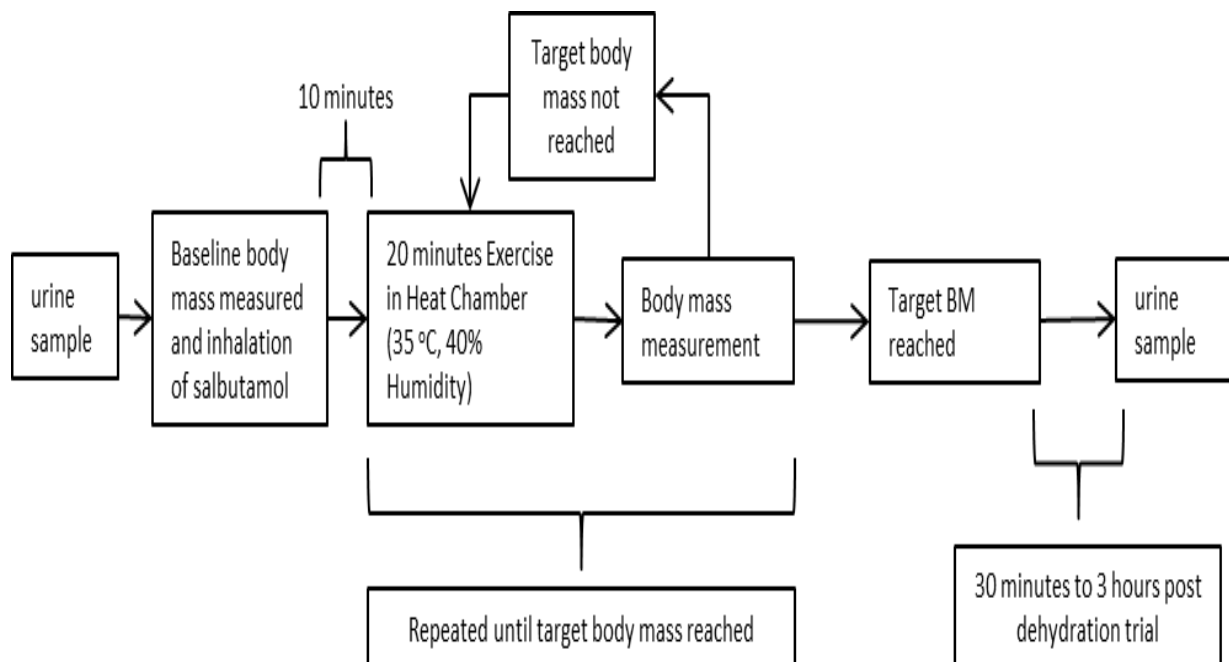 Target body
mass not
reached
10 minutes
urine
sample
Baseline body
mass measured
and inhalation
of salbutamol
20 minutes Exercise
in Heat Chamber
(35 ºC, 40%
Humidity)
Body mass
measurement
Target BM
reached
urine
sample
Repeated until target body mass reached
30 minutes to 3 hours post
dehydration trial